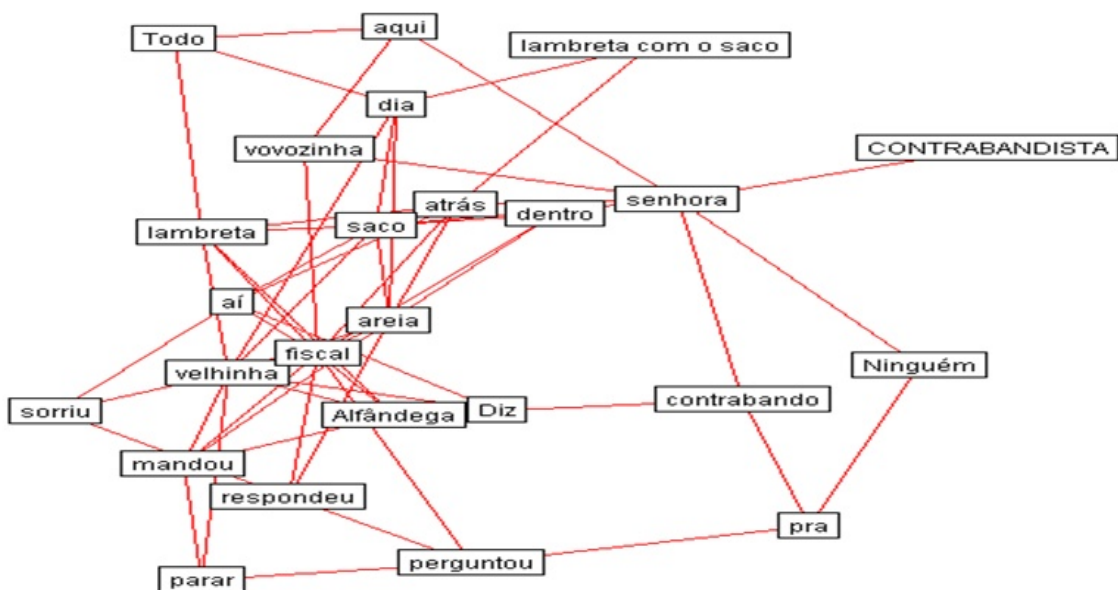 Todo
aqui
lambreta com o saco
dia
vovozinha
CONTRABANDISTA
atrás
senhora
dentro
saco
lambreta
aí
areia
fiscal
velhinha
Ninguém
sorriu
Alfândega
Diz
contrabando
mandou
respondeu
pra
perguntou
parar